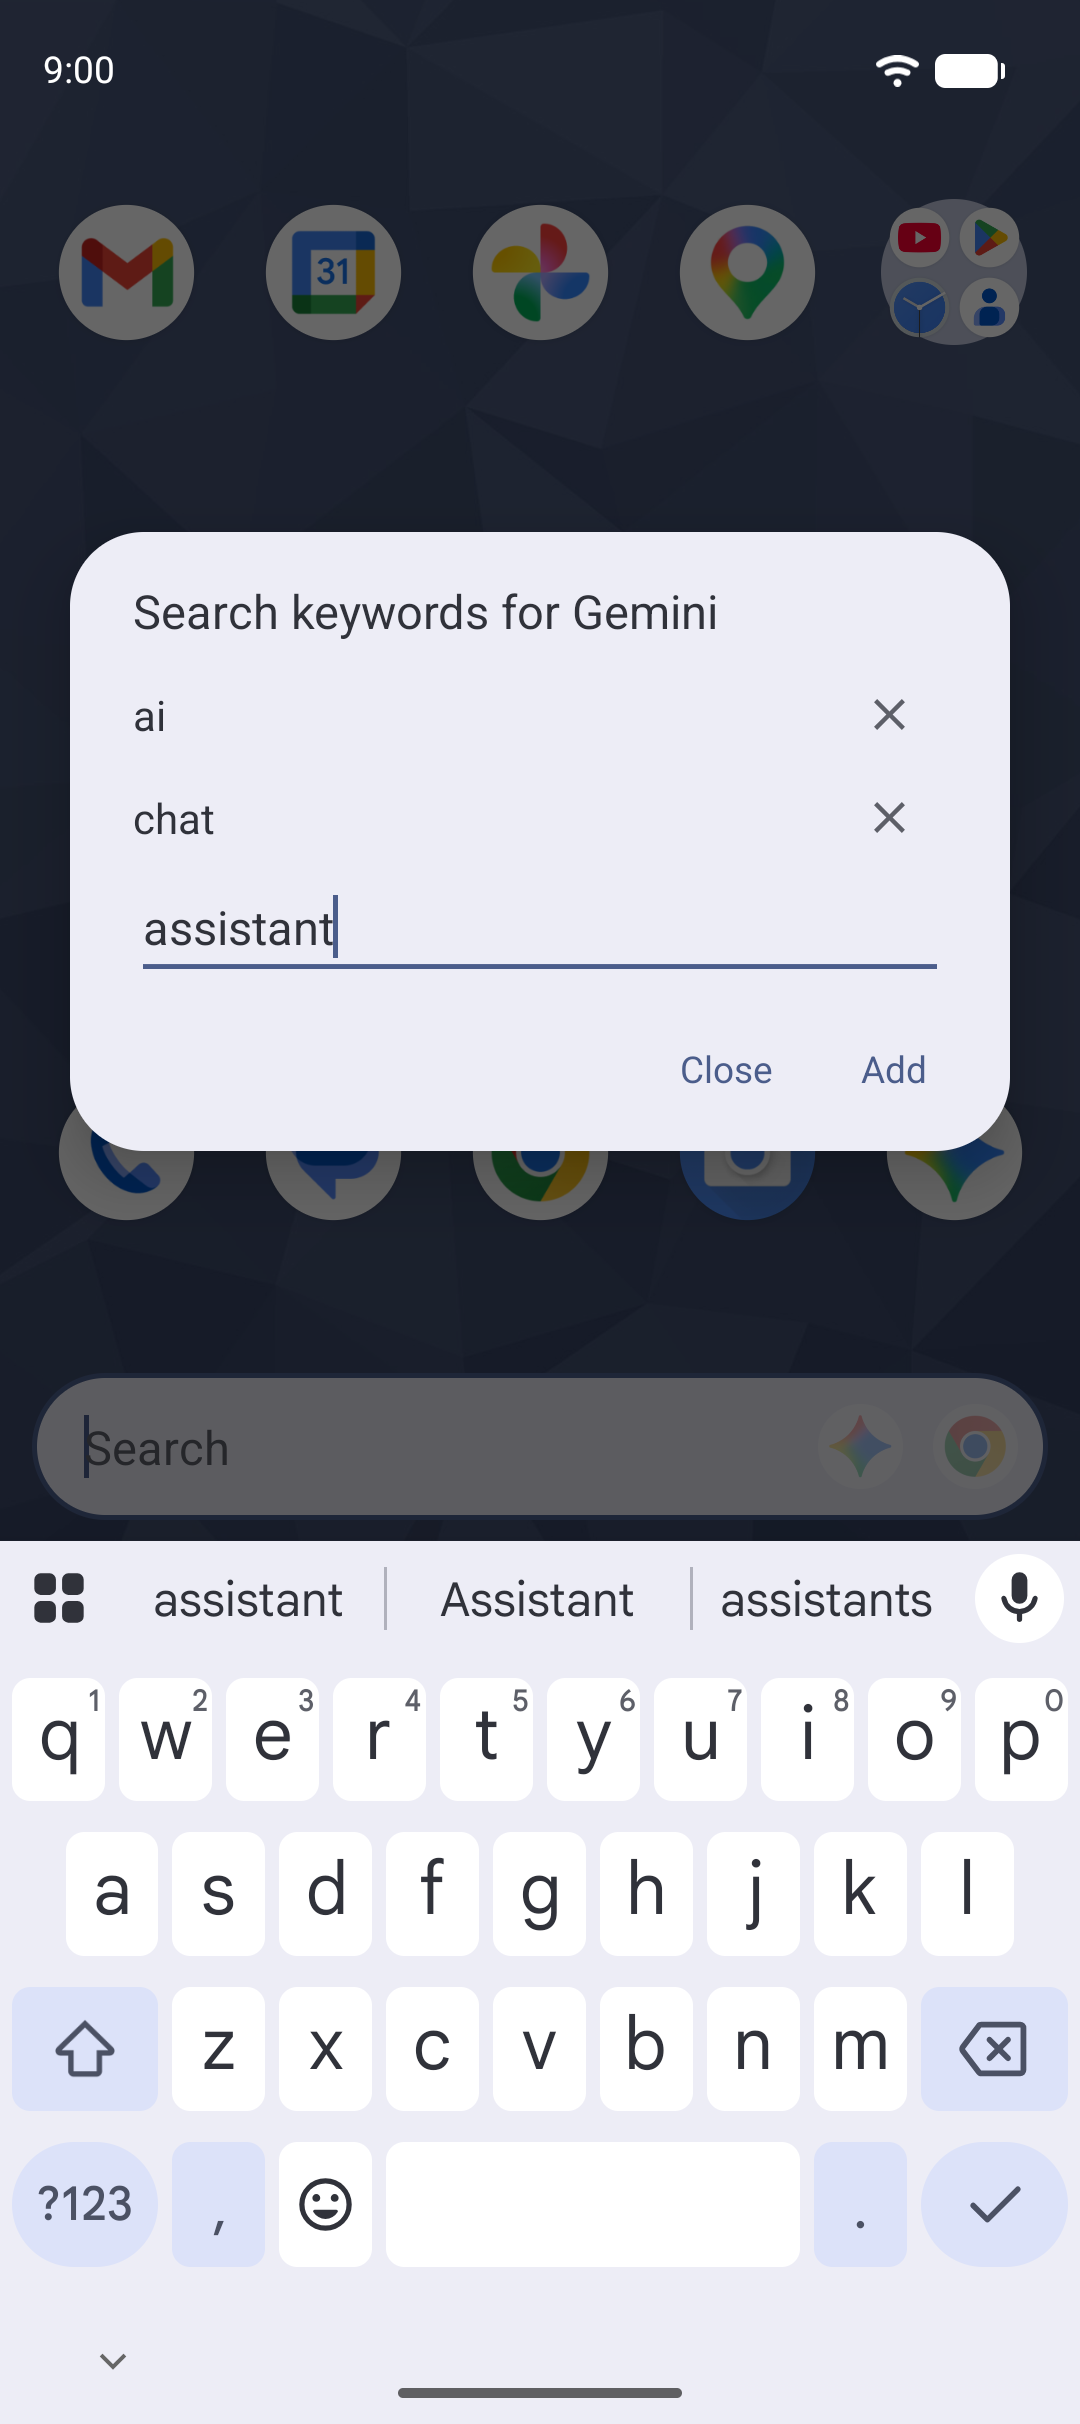 9:00
31
Search keywords for Gemini
ai
chat
assistant
Close Add
Search
assistant Assistant assistants
q 1 w 2 e 3 r 4 t 5 y 6 u 7 i 8 o 9 p 0
a s d f g h j k l
z x c v b n m
?123 , .